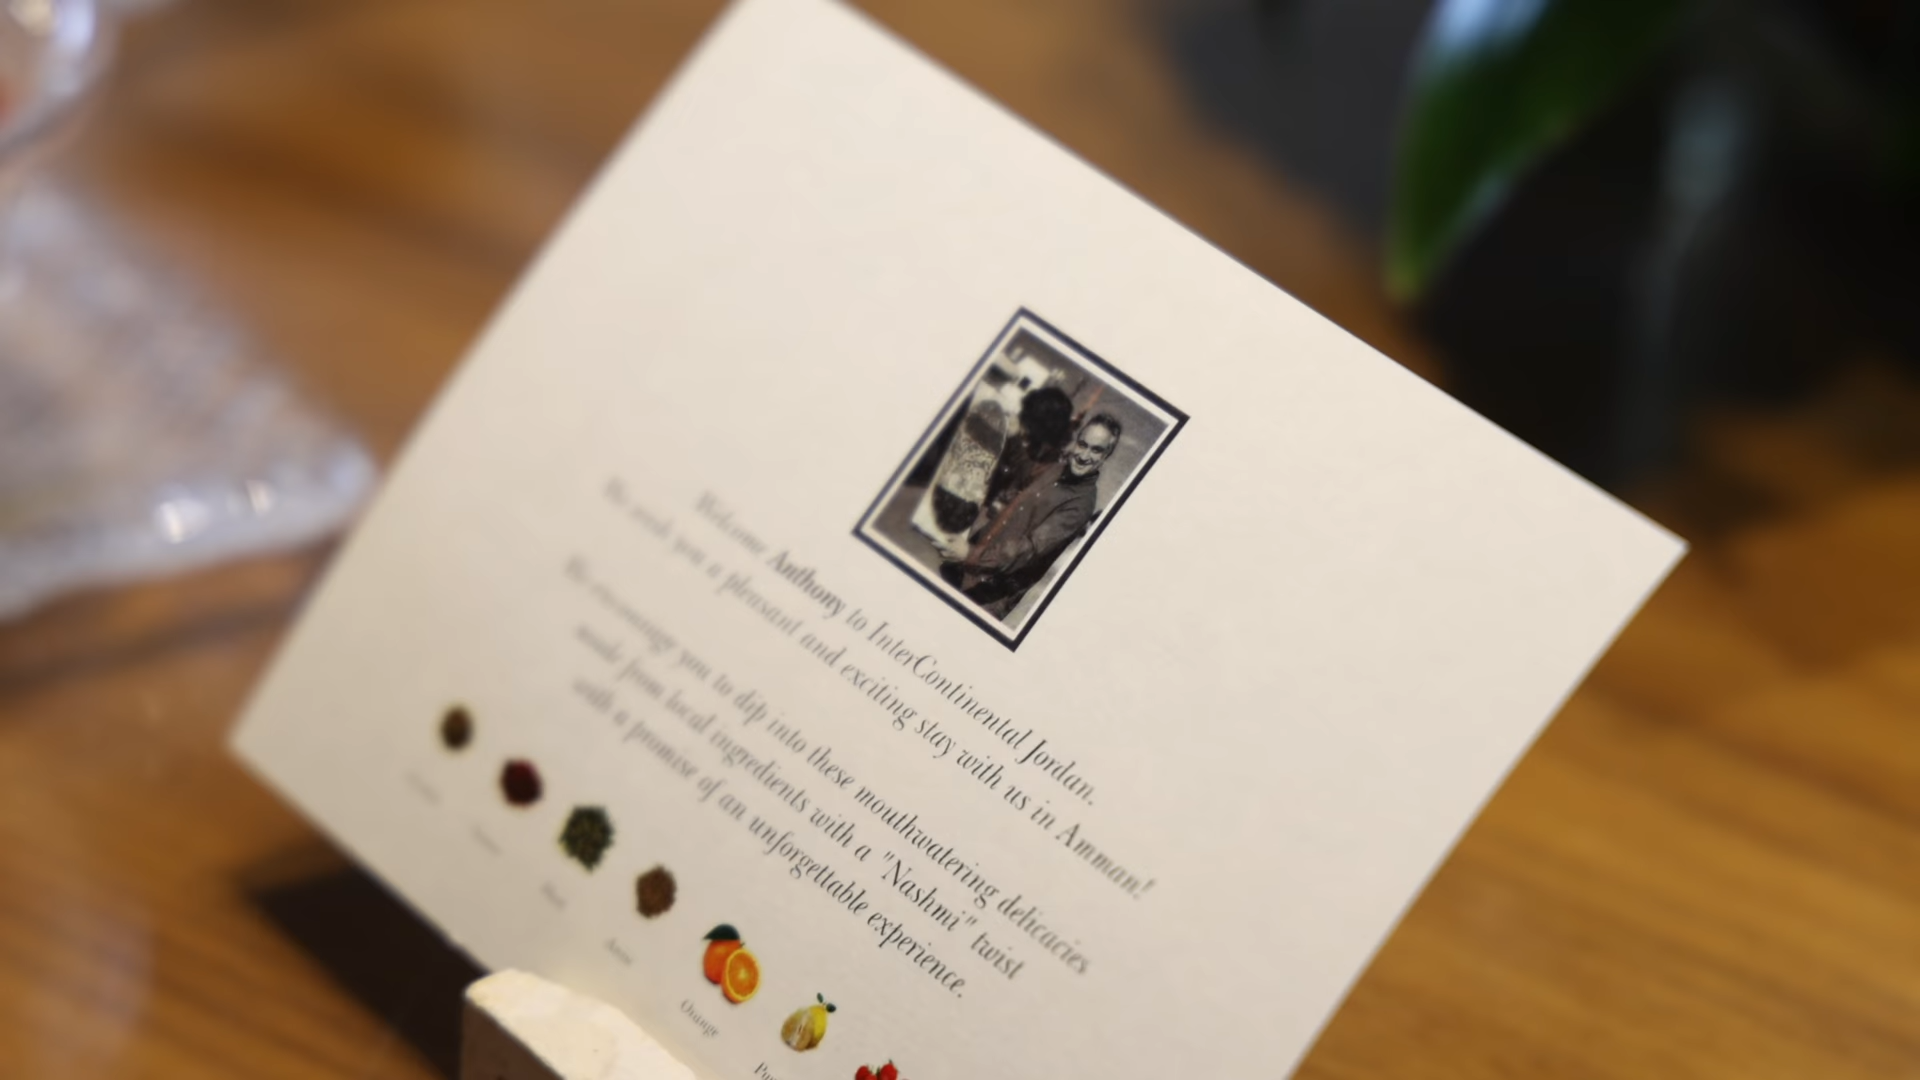 Welcome Anthony to InterContinental Jordan.
We wish you a pleasant and exciting stay with us in Amman!
We encourage you to dip into these mouthwatering delicacies
made from local ingredients with a "Nashmi" twist
with a promise of an unforgettable experience.
Orange